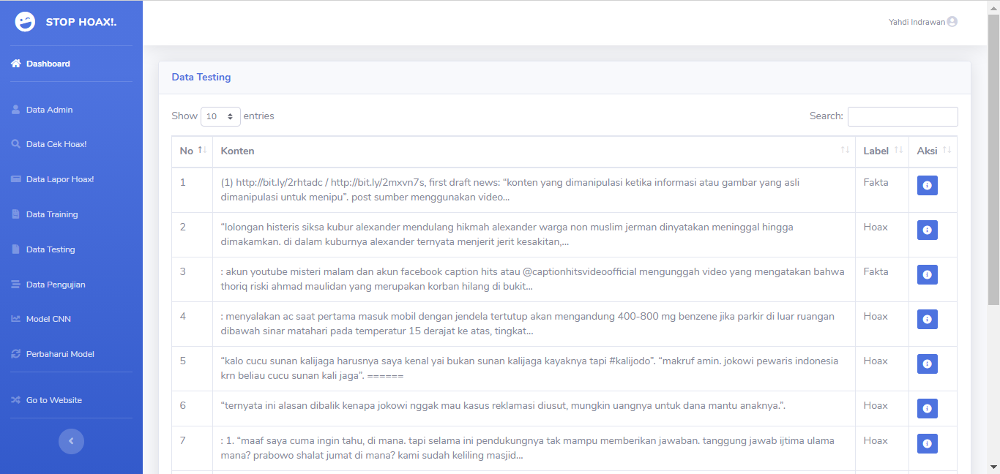 STOP HOAX!.
Yahdi Indrawan
Dashboard
Data Admin
Data Cek Hoax!
Data Lapor Hoax!
Data Training
Data Testing
Data Pengujian
Model CNN
Perbaharui Model
Go to Website
Data Testing
Show 10 entries
Search:
No Konten Label Aksi
1 (1) http://bit.ly/2rhtadc / http://bit.ly/2mxvn7s, first draft news: “konten yang dimanipulasi ketika informasi atau gambar yang asli Fakta
dimanipulasi untuk menipu”. post sumber menggunakan video...
2 “lolongan histeris siksa kubur alexander mendulang hikmah alexander warga non muslim jerman dinyatakan meninggal hingga Hoax
dimakamkan. di dalam kuburnya alexander ternyata menjerit jerit kesakitan,...
3 : akun youtube misteri malam dan akun facebook caption hits atau @captionhitsvideoofficial mengunggah video yang mengatakan bahwa Fakta
thoriq riski ahmad maulidan yang merupakan korban hilang di bukit...
4 : menyalakan ac saat pertama masuk mobil dengan jendela tertutup akan mengandung 400-800 mg benzene jika parkir di luar ruangan Hoax
dibawah sinar matahari pada temperatur 15 derajat ke atas, tingkat...
5 “kalo cucu sunan kalijaga harusnya saya kenal yai bukan sunan kalijaga kayaknya tapi #kalijodo”. “makruf amin. jokowi pewaris indonesia Hoax
krn beliau cucu sunan kali jaga”. ======
6 “ternyata ini alasan dibalik kenapa jokowi nggak mau kasus reklamasi diusut, mungkin uangnya untuk dana mantu anaknya.”. Hoax
7 : 1. “maaf saya cuma ingin tahu, di mana. tapi selama ini pendukungnya tak mampu memberikan jawaban. tanggung jawab ijtima ulama Hoax
mana? prabowo shalat jumat di mana? kami sudah keliling masjid...